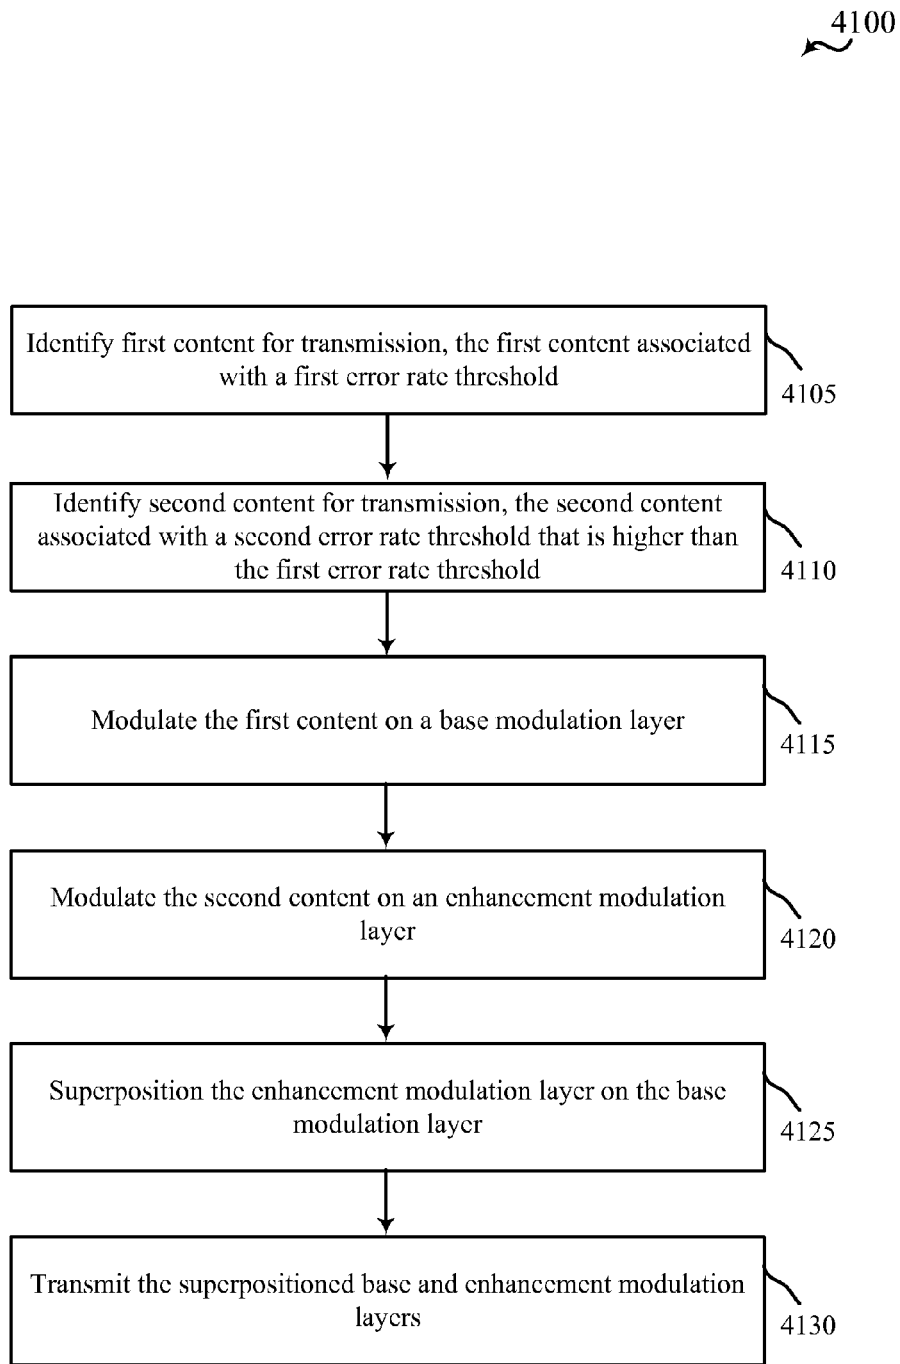 4100
Identify first content for transmission, the first content associated
with a first error rate threshold
4105
Identify second content for transmission, the second content
associated with a second error rate threshold that is higher than
the first error rate threshold
4110
Modulate the first content on a base modulation layer
4115
Modulate the second content on an enhancement modulation
layer
4120
Superposition the enhancement modulation layer on the base
modulation layer
4125
Transmit the superpositioned base and enhancement modulation
layers
4130